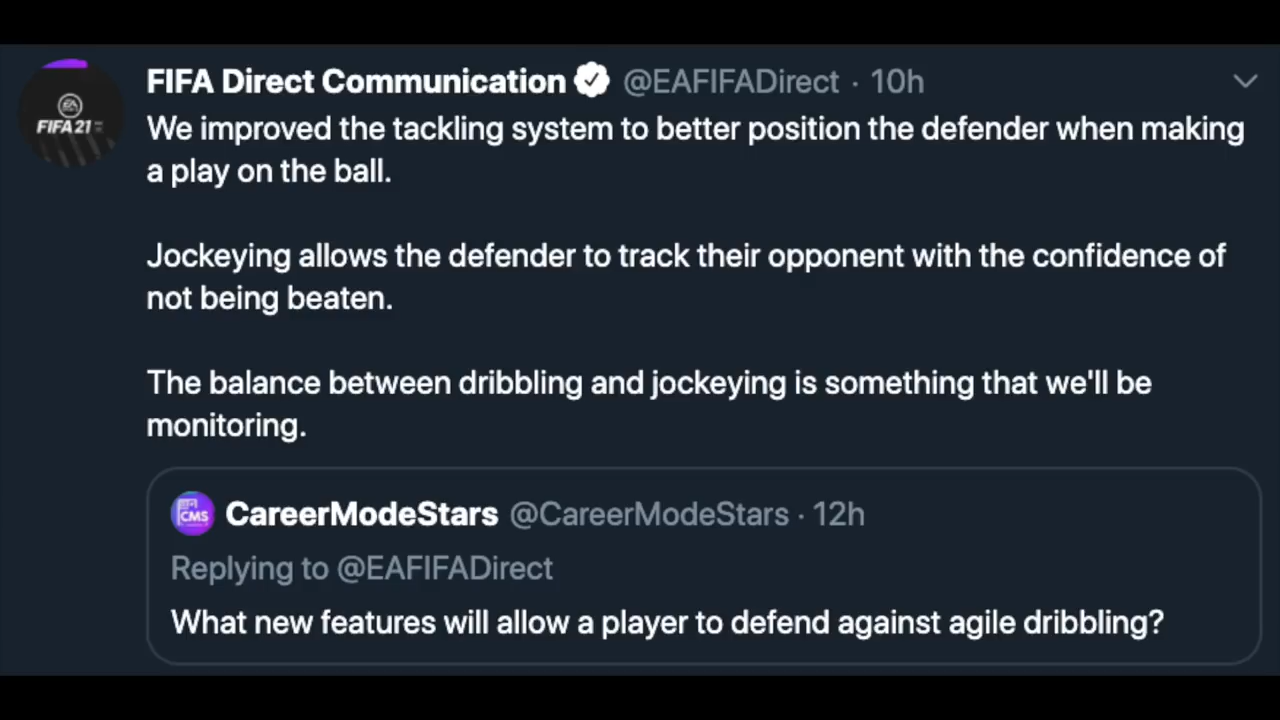 FIFA Direct Communication @EAFIFADirect · 10h
EA
FIFA 21
We improved the tackling system to better position the defender when making
a play on the ball.
Jockeying allows the defender to track their opponent with the confidence of
not being beaten.
The balance between dribbling and jockeying is something that we'll be
monitoring.
CMS
CareerModeStars @CareerModeStars · 12h
Replying to @EAFIFADirect
What new features will allow a player to defend against agile dribbling?